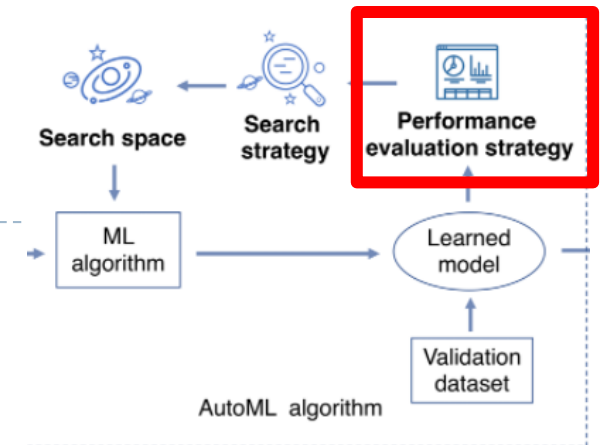 Search space
Search
strategy
Performance
evaluation strategy
ML
algorithm
Learned
model
Validation
dataset
AutoML algorithm